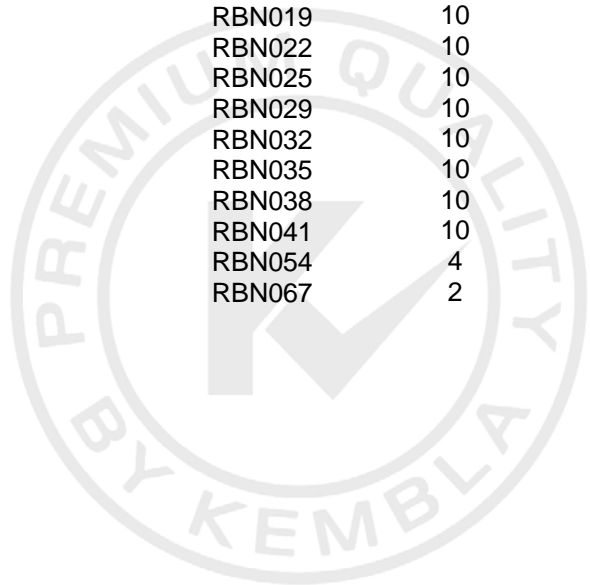 RBN019 10
RBN022 10
RBN025 10
RBN029 10
RBN032 10
RBN035 10
RBN038 10
RBN041 10
RBN054 4
RBN067 2
PREMIUM QUALITY
BY KEMBLA